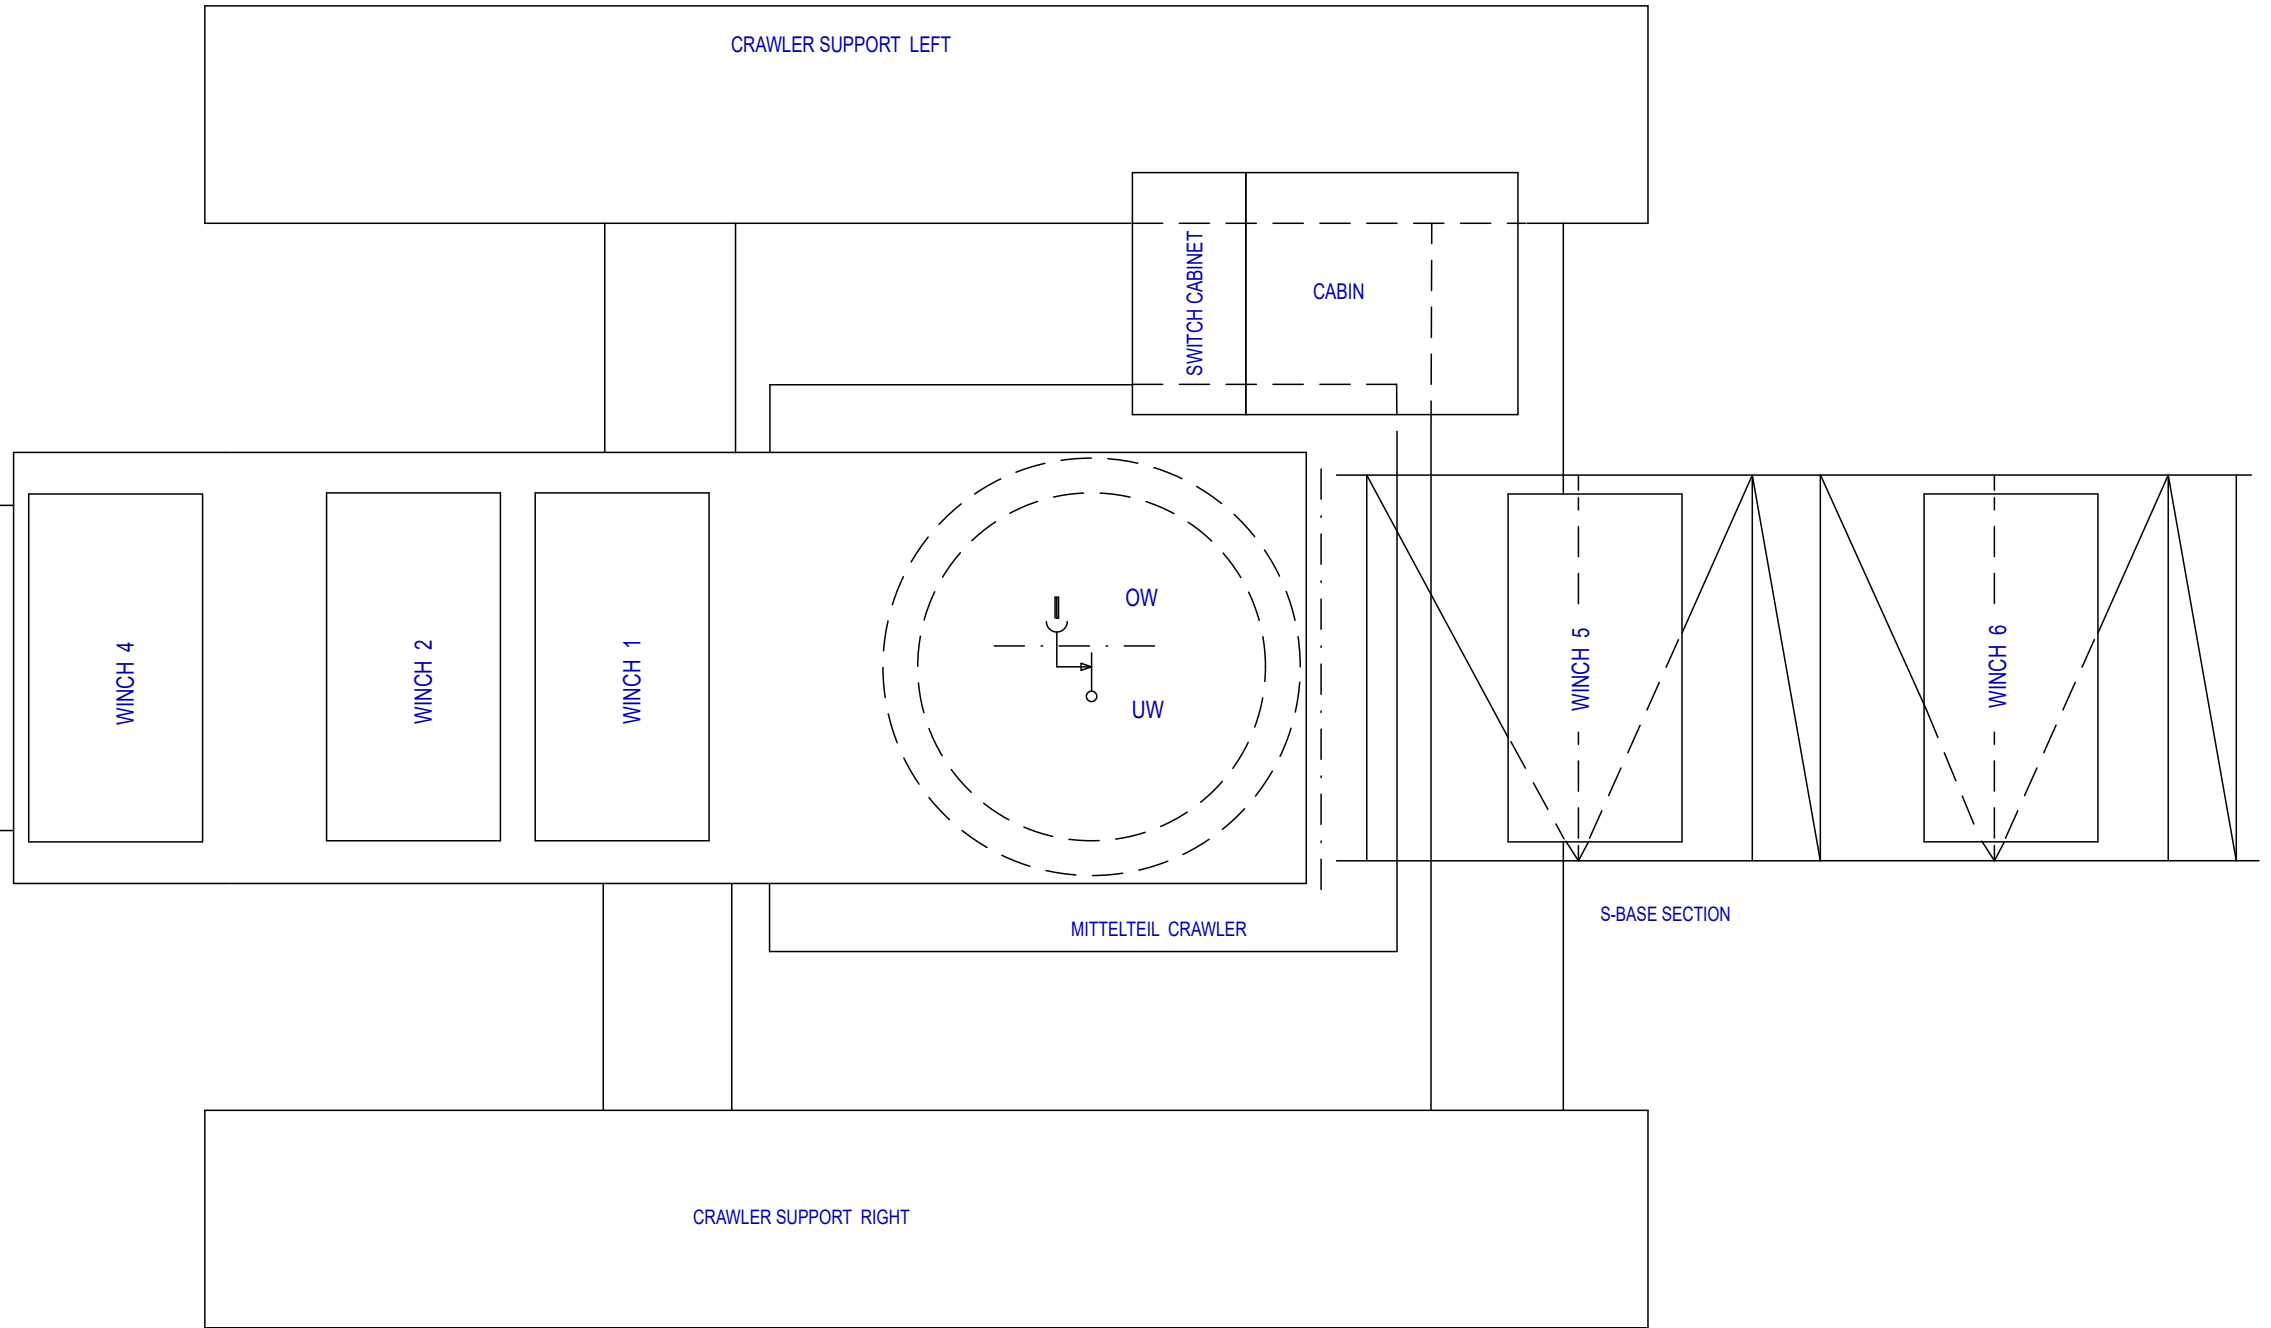 CRAWLER SUPPORT LEFT
SWITCH CABINET
CABIN
OW
UW
WINCH 4
WINCH 2
WINCH 1
WINCH 5
WINCH 6
S-BASE SECTION
MITTELTEIL CRAWLER
CRAWLER SUPPORT RIGHT